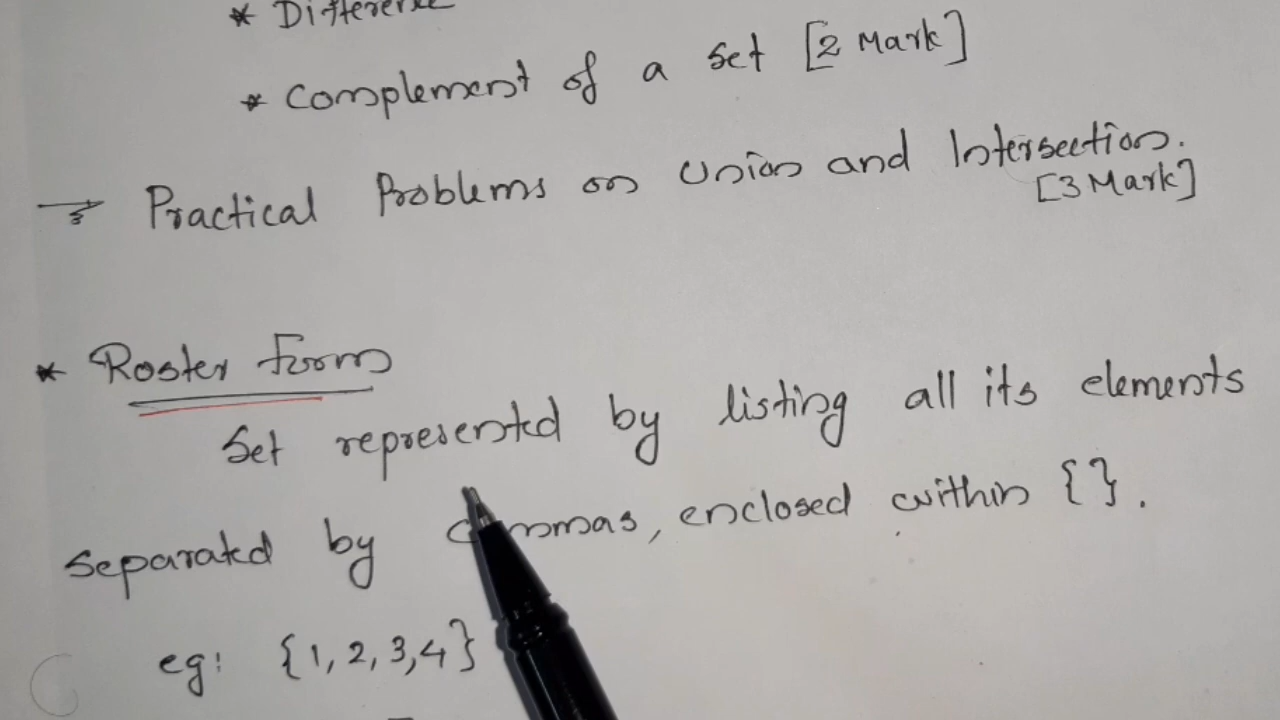 * Difference
* Complement of a Set [2 Mark]
→ Practical Problems on Union and Intersection.
[3 Mark]
* Roster Form
Set represented by listing all its elements
separated by commas, enclosed within { }.
eg: {1, 2, 3, 4}